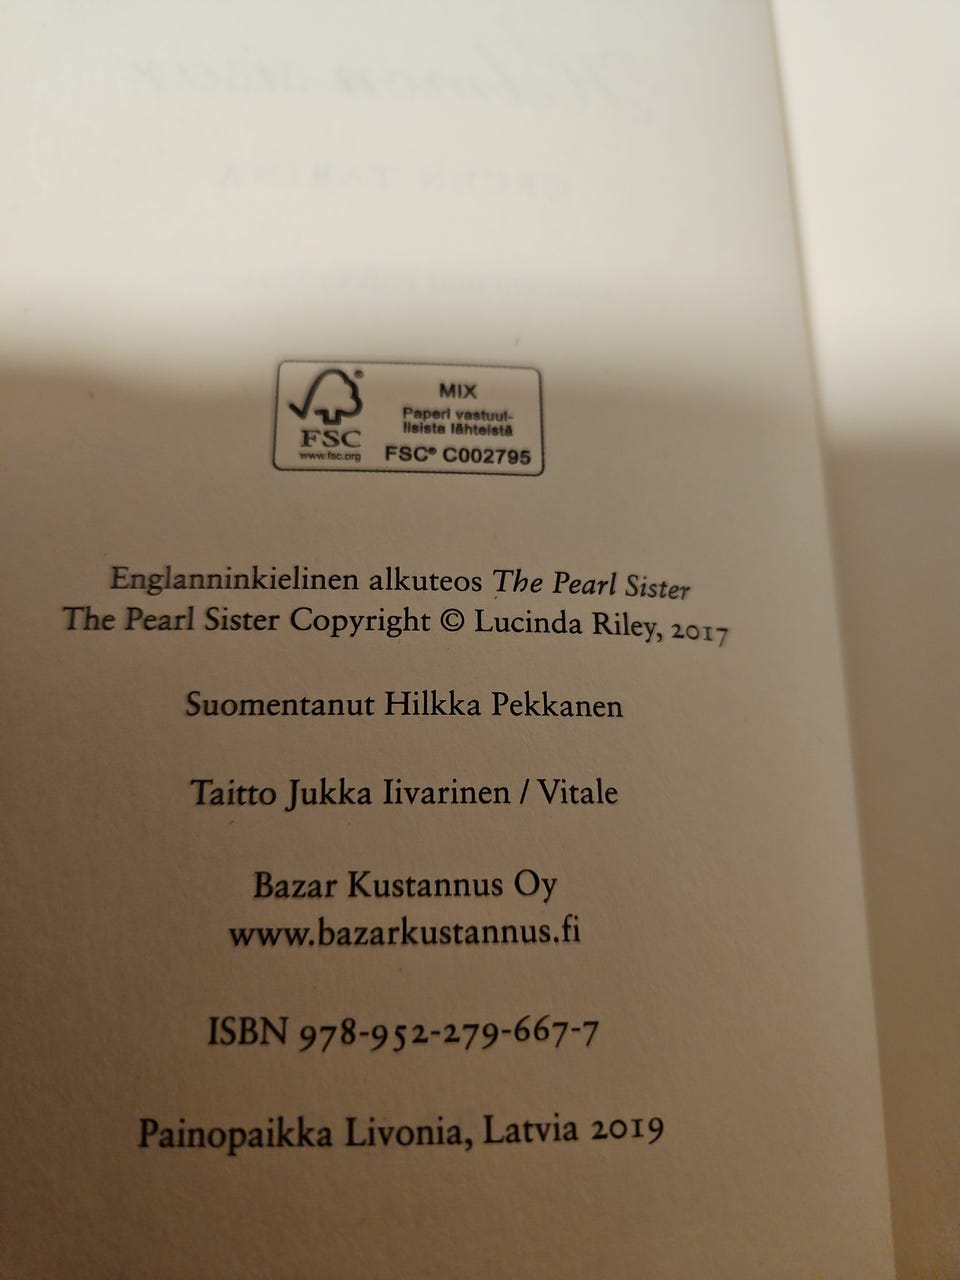 FSC
www.fsc.org
MIX
Paperi vastuul-
lisista lähteistä
FSC® C002795
Englanninkielinen alkuteos The Pearl Sister
The Pearl Sister Copyright © Lucinda Riley, 2017
Suomentanut Hilkka Pekkanen
Taitto Jukka Iivarinen / Vitale
Bazar Kustannus Oy
www.bazarkustannus.fi
ISBN 978-952-279-667-7
Painopaikka Livonia, Latvia 2019